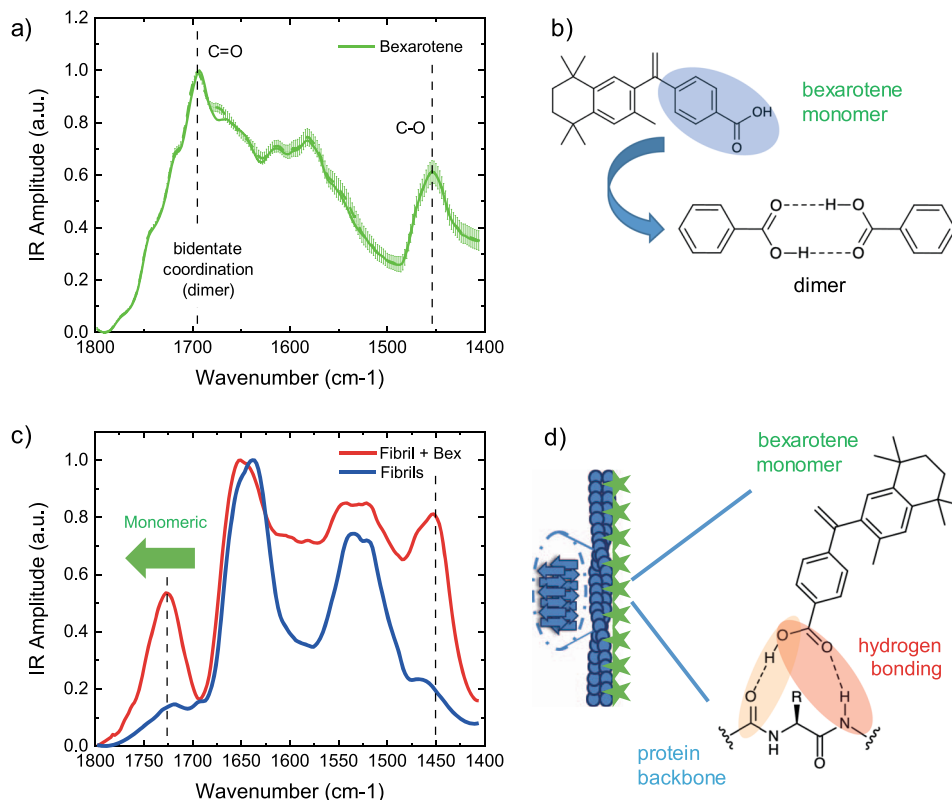 a)
IR Amplitude (a.u.)
1.2
1.0
0.8
0.6
0.4
0.2
0.0
C=O
Bexarotene
C-O
bidentate
coordination
(dimer)
1800
1700
1600
1500
1400
Wavenumber (cm-1)
b)
OH
O
bexarotene
monomer
O H O
O H O
dimer
c)
IR Amplitude (a.u.)
1.0
0.8
0.6
0.4
0.2
0.0
Fibril + Bex
Fibrils
Monomeric
1800
1750
1700
1650
1600
1550
1500
1450
1400
Wavenumber (cm-1)
d)
bexarotene
monomer
hydrogen
bonding
O O
H
O R H
N N
H O
protein
backbone